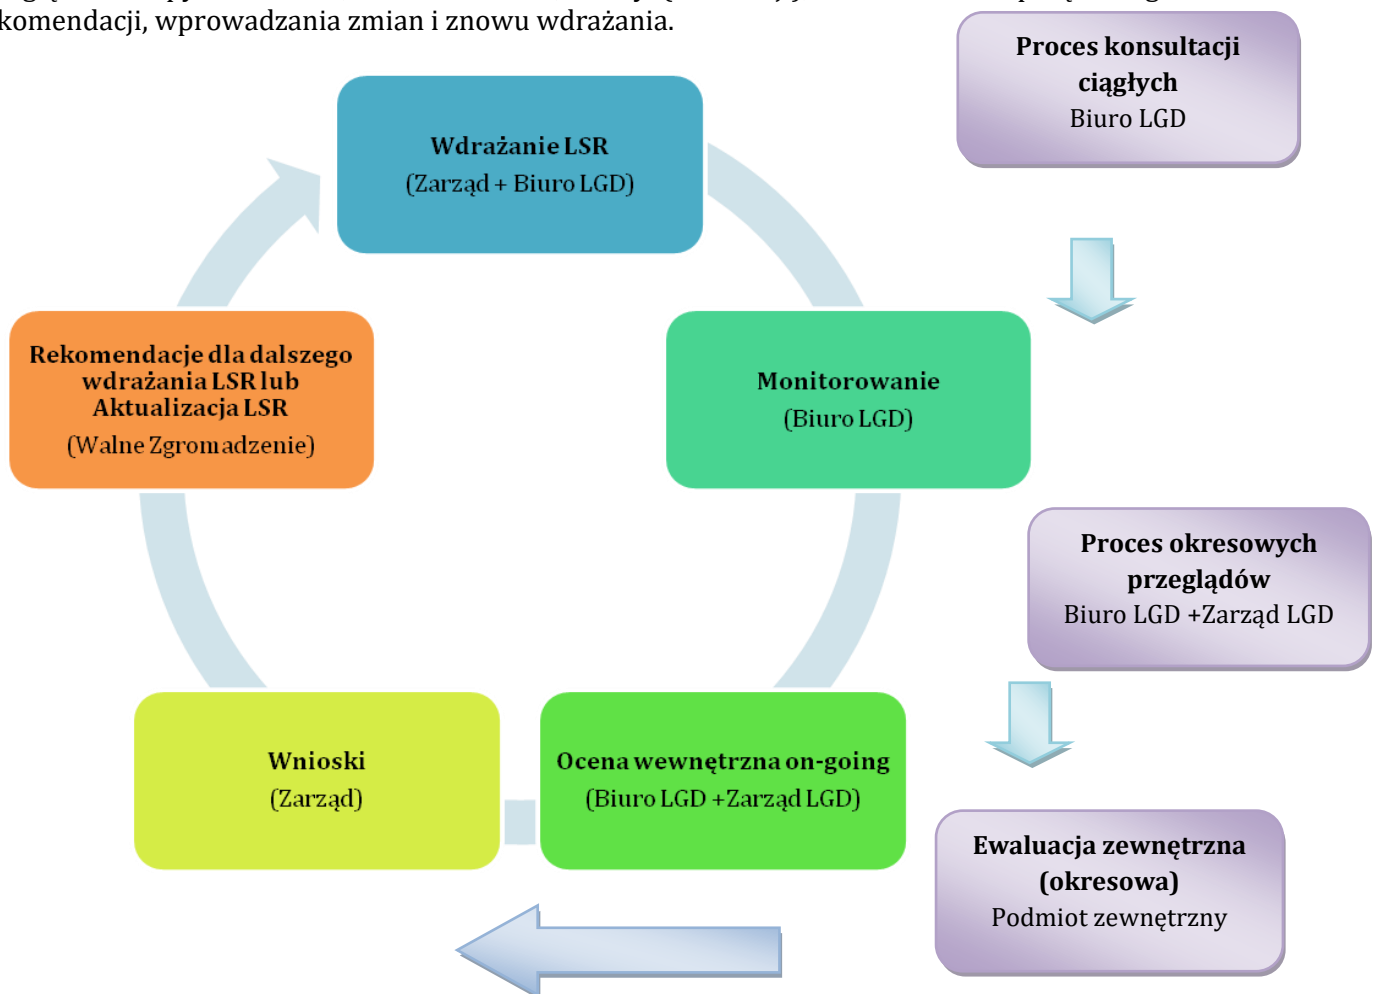 komendacji, wprowadzania zmian i znowu wdrażania.
Proces konsultacji
ciągłych
Biuro LGD
Wdrażanie LSR
(Zarząd + Biuro LGD)
Rekomendacje dla dalszego
wdrażania LSR lub
Aktualizacja LSR
(Walne Zgromadzenie)
Monitorowanie
(Biuro LGD)
Proces okresowych
przeglądów
Biuro LGD +Zarząd LGD
Wnioski
(Zarząd)
Ocena wewnętrzna on-going
(Biuro LGD +Zarząd LGD)
Ewaluacja zewnętrzna
(okresowa)
Podmiot zewnętrzny